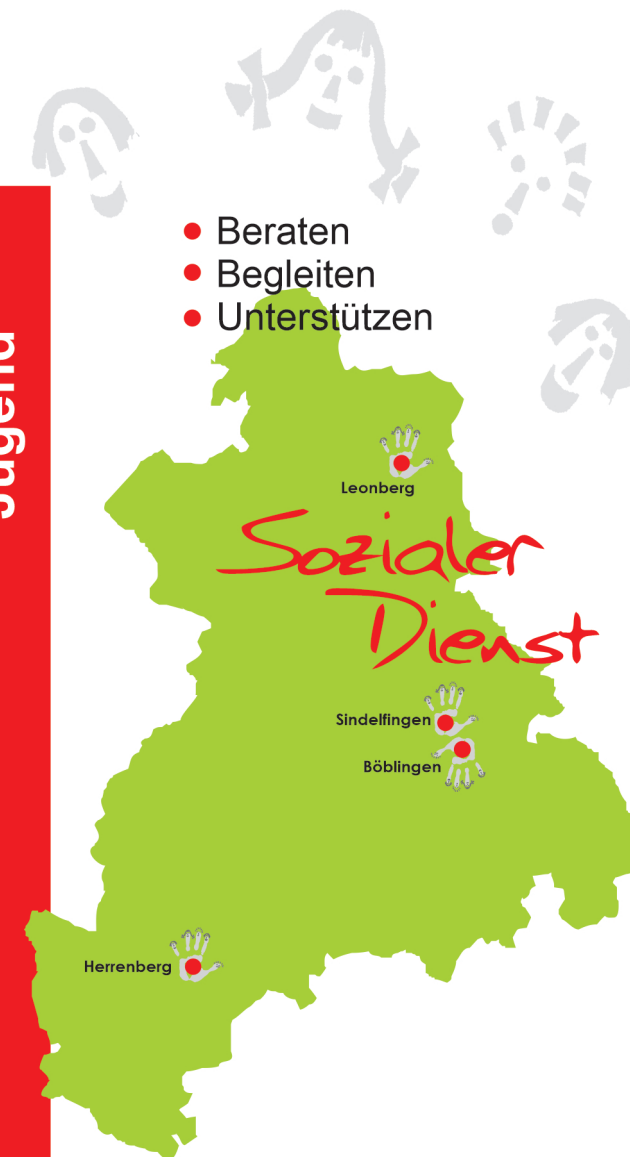 Beraten
Begleiten
Unterstützen
Jugend
Leonberg
Sozialer
Dienst
Sindelfingen
Böblingen
Herrenberg